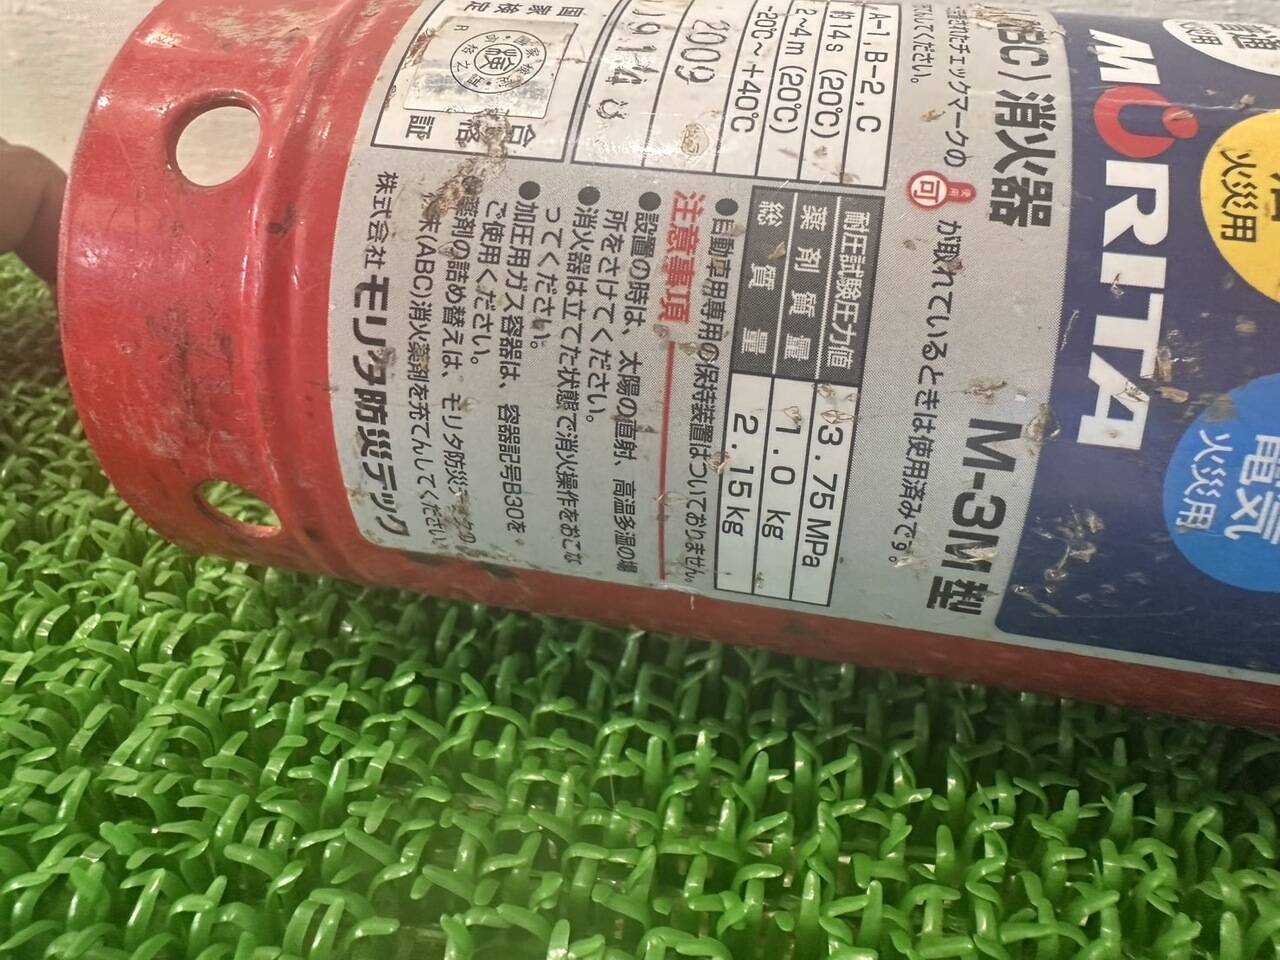 MORITA
火災用
電気
火災用
ABC〉消火器
M-3M型
チェックマークの
可
が取れているときは使用済みです。
ください。
A-1,B-2,C
約14s (20℃)
2~4m (20℃)
-20℃~+40℃
2009
耐圧試験圧力値 3.75MPa
薬剤質量 1.0 kg
総質量 2.15kg
●自動車用専用の保持装置はついておりません。
注意事項
●設置の時は、太陽の直射、高温多湿の場
所をさけてください。
●消火器は立てた状態で消火操作をおこな
ってください。
●加圧用ガス容器は、容器記号B30を
ご使用ください。
●薬剤の詰め替えは、モリタ防災テックの
粉末(ABC)消火薬剤を充てんしてください。
株式会社 モリタ防災テック
国家検定
検
合格
証